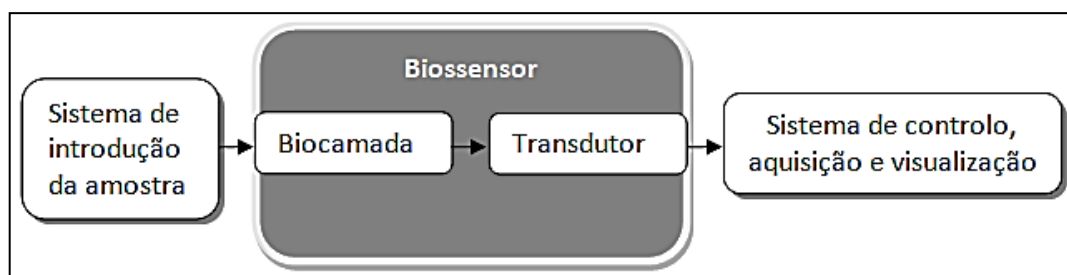 Biossensor
Sistema de
introdução
da amostra
Biocamada
Transdutor
Sistema de controlo,
aquisição e visualização